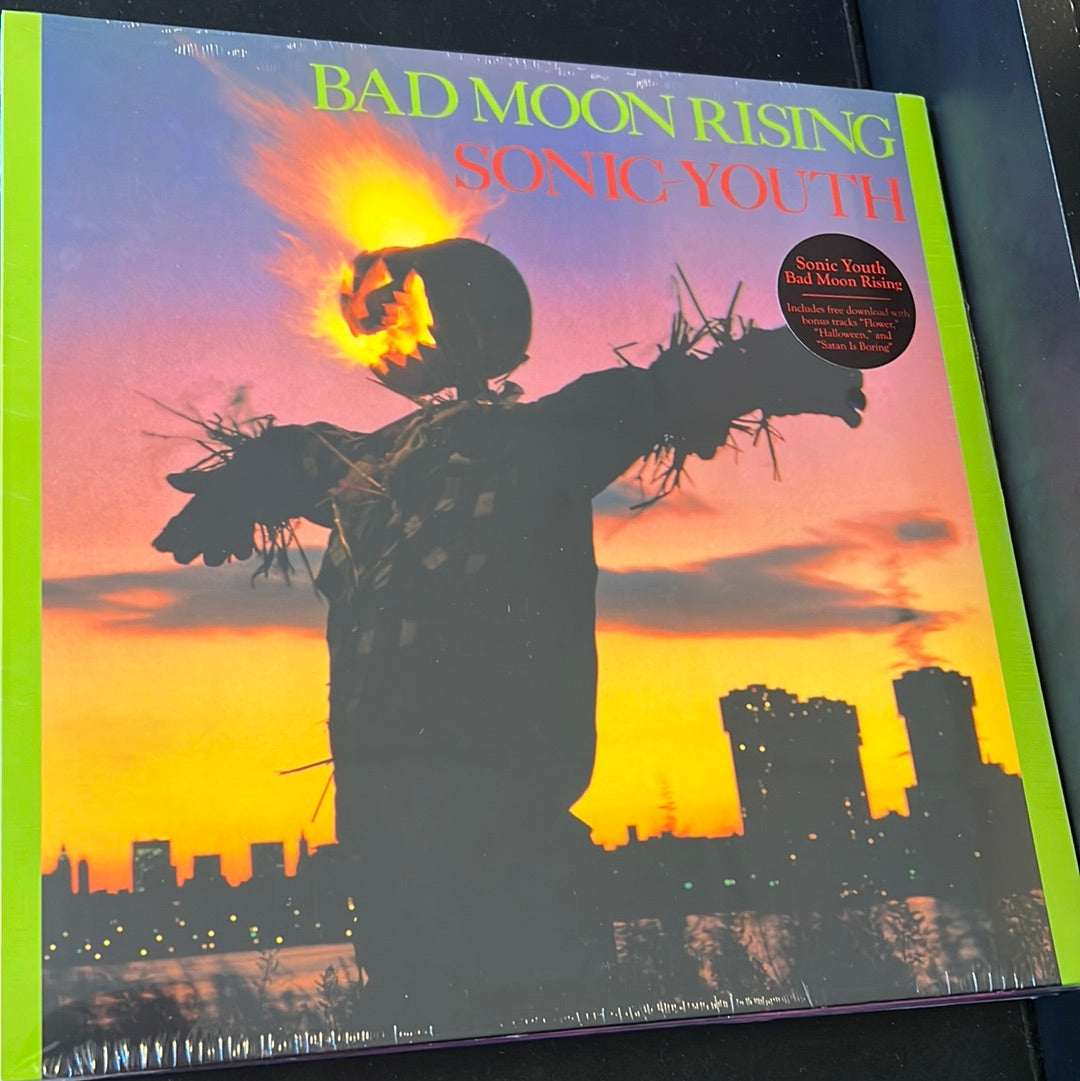 BAD MOON RISING
SONIC-YOUTH
Sonic Youth
Bad Moon Rising
Includes free download with
bonus tracks "Flower,"
"Halloween," and
"Satan Is Boring"